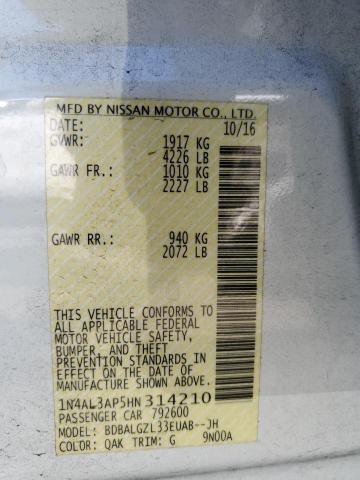 MFD BY NISSAN MOTOR CO., LTD.
DATE: 10/16
GVWR: 1917 KG
4226 LB
GAWR FR.: 1010 KG
2227 LB
GAWR RR.: 940 KG
2072 LB
THIS VEHICLE CONFORMS TO
ALL APPLICABLE FEDERAL
MOTOR VEHICLE SAFETY,
BUMPER, AND THEFT
PREVENTION STANDARDS IN
EFFECT ON THE DATE OF
MANUFACTURE SHOWN ABOVE.
1N4AL3AP5HN314210
PASSENGER CAR 792600
MODEL: BDBALGZL33EUAB--JH
COLOR: QAK TRIM: G 9N00A